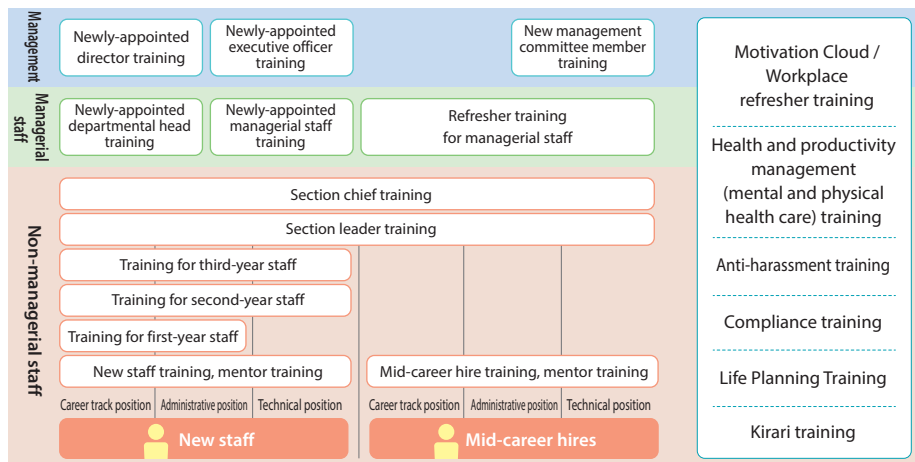 Management
Newly-appointed
director training
Newly-appointed
executive officer
training
New management
committee member
training
Managerial
staff
Newly-appointed
departmental head
training
Newly-appointed
managerial staff
training
Refresher training
for managerial staff
Non-managerial staff
Section chief training
Section leader training
Training for third-year staff
Training for second-year staff
Training for first-year staff
New staff training, mentor training
Mid-career hire training, mentor training
Career track position
Administrative position
Technical position
Career track position
Administrative position
Technical position
New staff
Mid-career hires
Motivation Cloud /
Workplace
refresher training
Health and productivity
management
(mental and physical
health care) training
Anti-harassment training
Compliance training
Life Planning Training
Kirari training